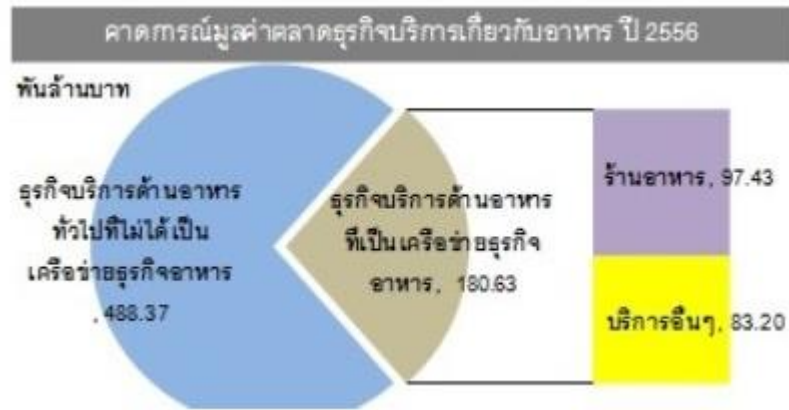 คาดการณ์มูลค่าตลาดธุรกิจบริการเกี่ยวกับอาหาร ปี 2556
พันล้านบาท
ธุรกิจบริการด้านอาหาร
ทั่วไปที่ไม่ได้เป็น
เครือข่ายธุรกิจอาหาร
, 488.37
ธุรกิจบริการด้านอาหาร
ที่เป็นเครือข่ายธุรกิจ
อาหาร, 180.63
ร้านอาหาร, 97.43
บริการอื่นๆ, 83.20